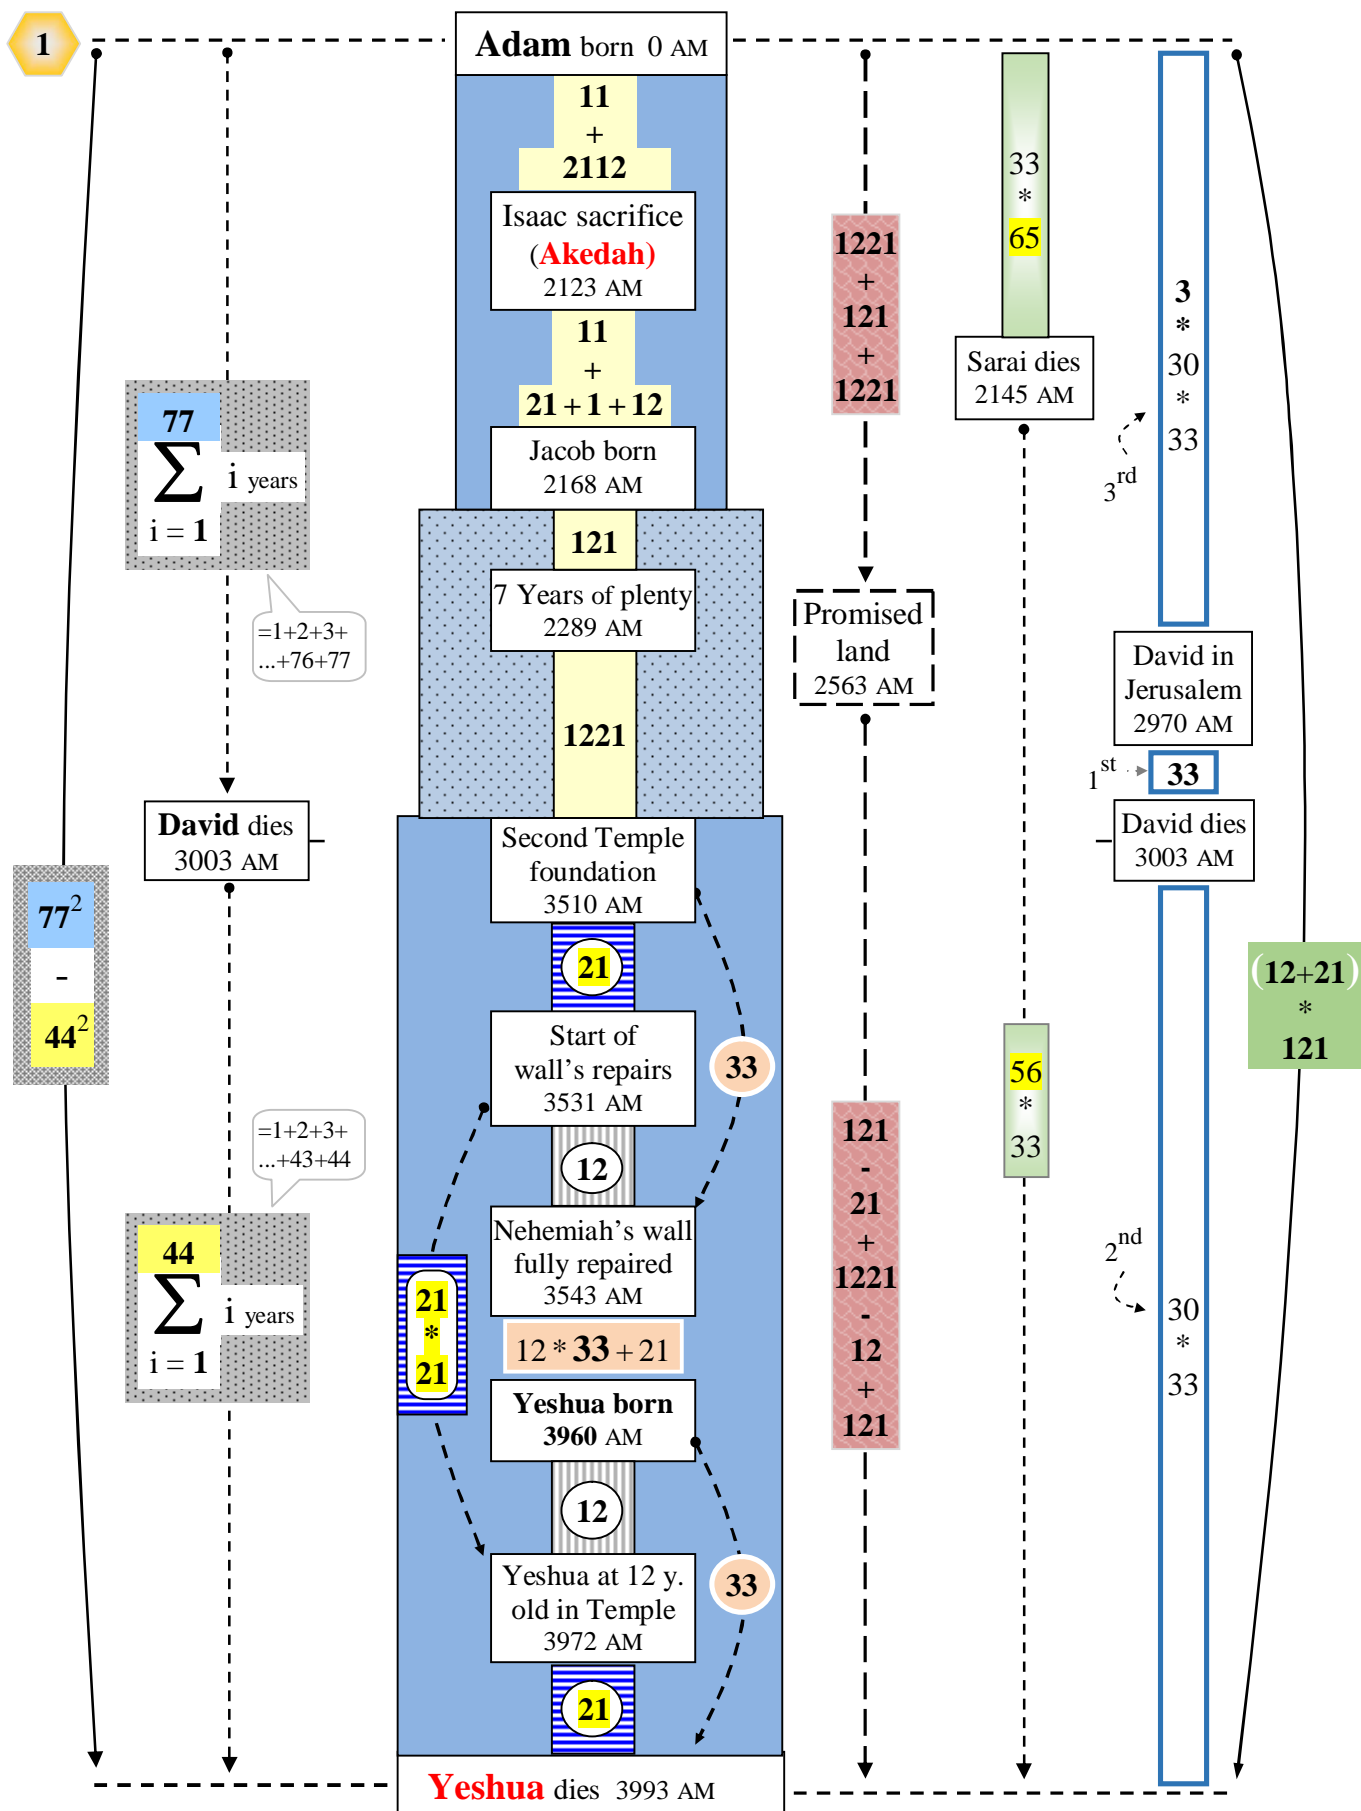 1
Adam born 0 AM
11
+
2112
Isaac sacrifice
(Akedah)
2123 AM
11
+
21 + 1 + 12
Jacob born
2168 AM
121
7 Years of plenty
2289 AM
1221
Second Temple
foundation
3510 AM
21
Start of
wall’s repairs
3531 AM
33
12
Nehemiah’s wall
fully repaired
3543 AM
21
*
21
12 * 33 + 21
Yeshua born
3960 AM
12
33
Yeshua at 12 y.
old in Temple
3972 AM
21
Yeshua dies 3993 AM
77²
-
44²
77
∑ i years
i = 1
=1+2+3+
...+76+77
David dies
3003 AM
=1+2+3+
...+43+44
44
∑ i years
i = 1
1221
+
121
+
1221
Promised
land
2563 AM
121
-
21
+
1221
-
12
+
121
33
*
65
Sarai dies
2145 AM
56
*
33
3
*
30
*
33
3rd
David in
Jerusalem
2970 AM
1st
33
David dies
3003 AM
2nd
30
*
33
(12+21)
*
121